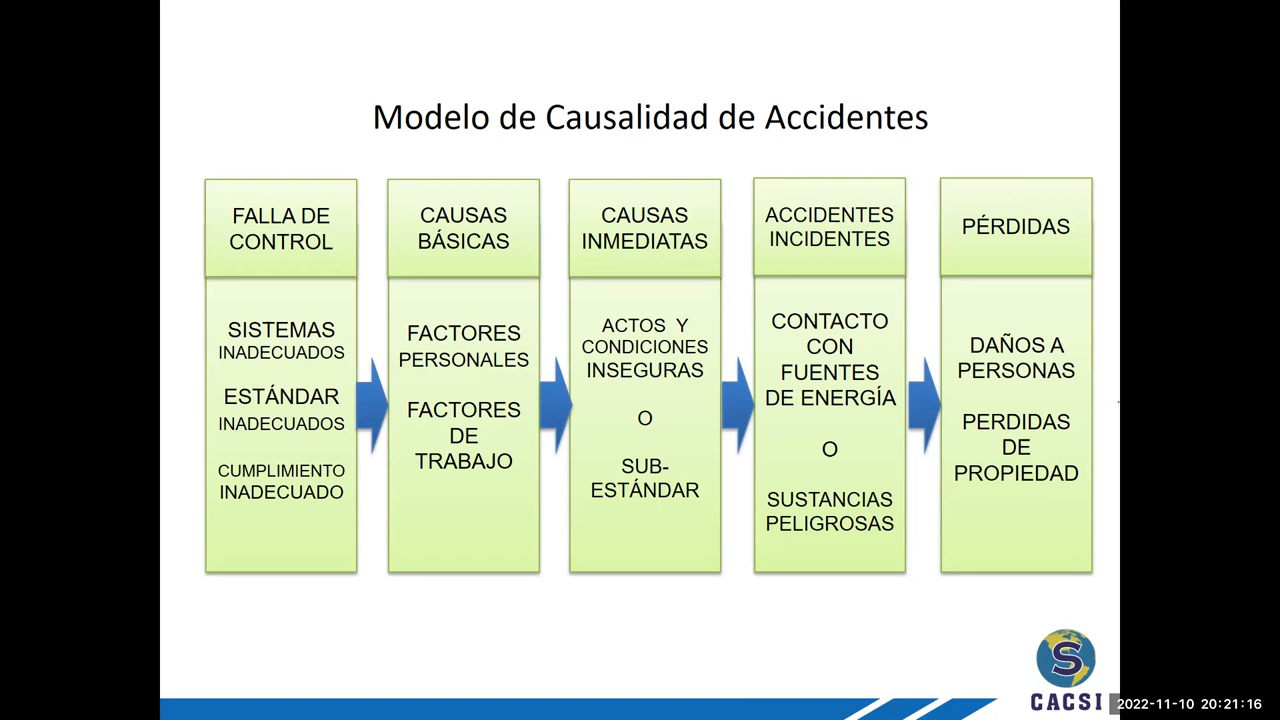 Modelo de Causalidad de Accidentes
FALLA DE
CONTROL
SISTEMAS
INADECUADOS
ESTÁNDAR
INADECUADOS
CUMPLIMIENTO
INADECUADO
CAUSAS
BÁSICAS
FACTORES
PERSONALES
FACTORES
DE
TRABAJO
CAUSAS
INMEDIATAS
ACTOS Y
CONDICIONES
INSEGURAS
O
SUB-
ESTÁNDAR
ACCIDENTES
INCIDENTES
CONTACTO
CON
FUENTES
DE ENERGÍA
O
SUSTANCIAS
PELIGROSAS
PÉRDIDAS
DAÑOS A
PERSONAS
PERDIDAS
DE
PROPIEDAD
S
CACSI
2022-11-10 20:21:16